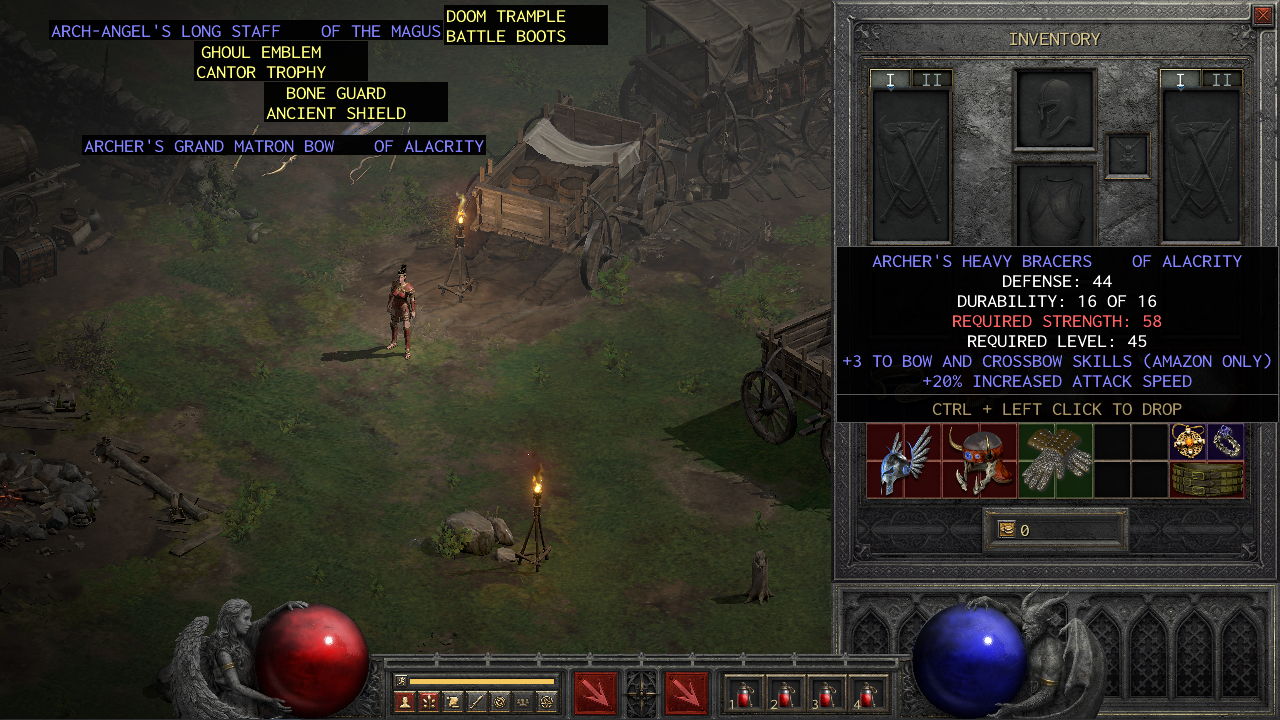 DOOM TRAMPLE
BATTLE BOOTS
ARCH-ANGEL'S LONG STAFF OF THE MAGUS
GHOUL EMBLEM
CANTOR TROPHY
BONE GUARD
ANCIENT SHIELD
ARCHER'S GRAND MATRON BOW OF ALACRITY
INVENTORY
I II
I II
ARCHER'S HEAVY BRACERS OF ALACRITY
DEFENSE: 44
DURABILITY: 16 OF 16
REQUIRED STRENGTH: 58
REQUIRED LEVEL: 45
+3 TO BOW AND CROSSBOW SKILLS (AMAZON ONLY)
+20% INCREASED ATTACK SPEED
CTRL + LEFT CLICK TO DROP
0
1 2 3 4